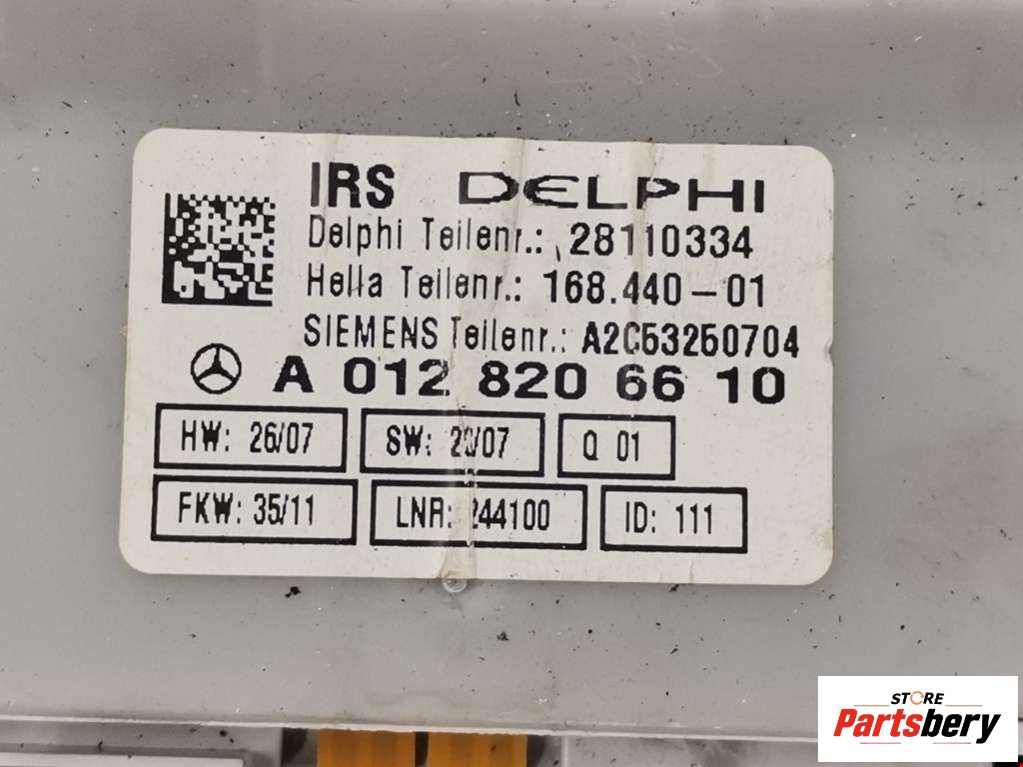 IRS DELPHI
Delphi Teilenr.: 28110334
Hella Teilenr.: 168.440-01
SIEMENS Teilenr.: A2C53250704
A 012 820 66 10
HW: 26/07 SW: 23/07 Q 01
FKW: 35/11 LNR: 244100 ID: 111
STORE
Partsbery